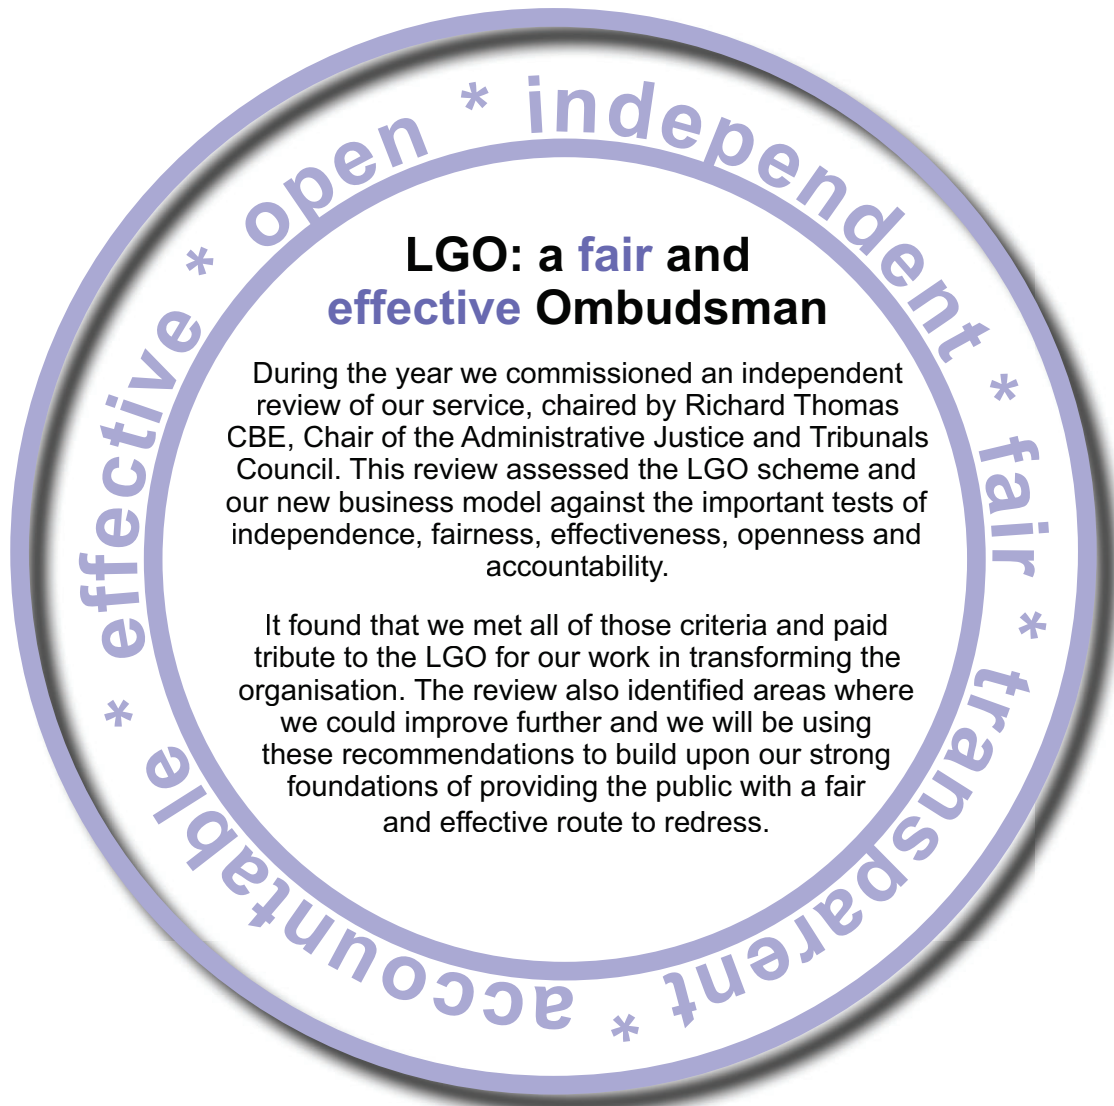 open * independent * fair * transparent * accountable * effective *
LGO: a fair and
effective Ombudsman
During the year we commissioned an independent
review of our service, chaired by Richard Thomas
CBE, Chair of the Administrative Justice and Tribunals
Council. This review assessed the LGO scheme and
our new business model against the important tests of
independence, fairness, effectiveness, openness and
accountability.
It found that we met all of those criteria and paid
tribute to the LGO for our work in transforming the
organisation. The review also identified areas where
we could improve further and we will be using
these recommendations to build upon our strong
foundations of providing the public with a fair
and effective route to redress.